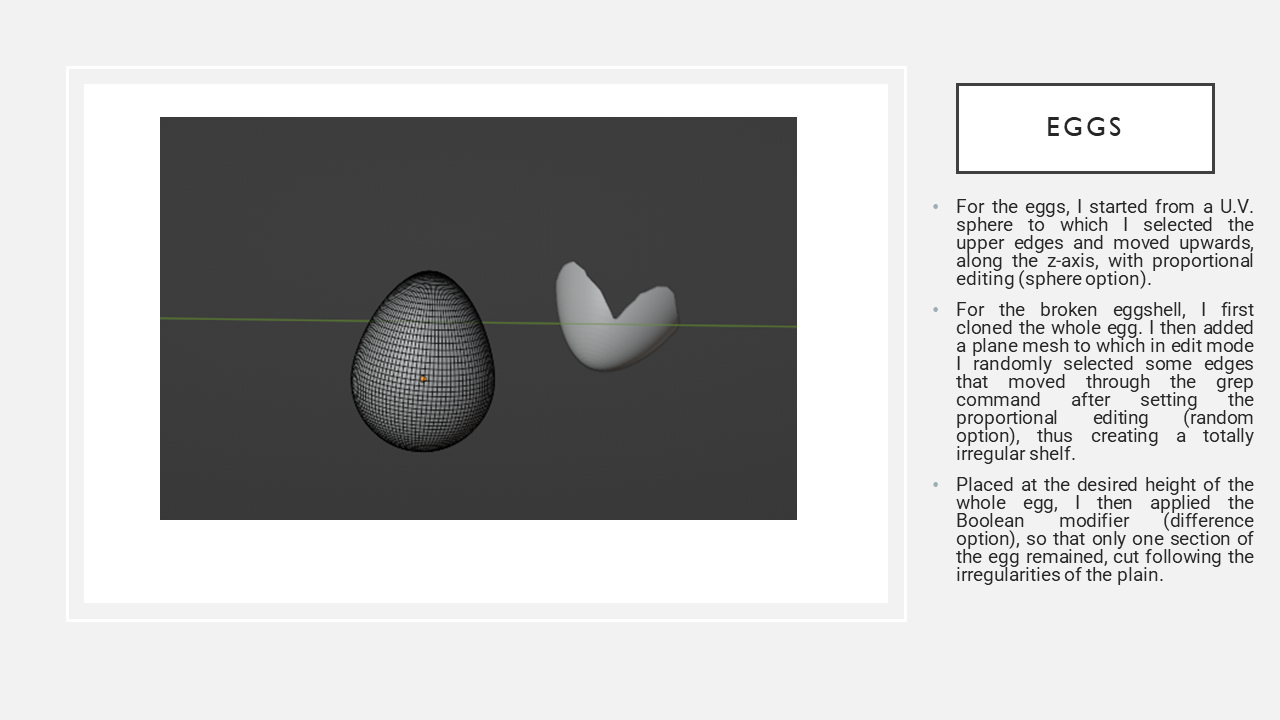 EGGS
• For the eggs, I started from a U.V.
sphere to which I selected the
upper edges and moved upwards,
along the z-axis, with proportional
editing (sphere option).
• For the broken eggshell, I first
cloned the whole egg. I then added
a plane mesh to which in edit mode
I randomly selected some edges
that moved through the grep
command after setting the
proportional editing (random
option), thus creating a totally
irregular shelf.
• Placed at the desired height of the
whole egg, I then applied the
Boolean modifier (difference
option), so that only one section of
the egg remained, cut following the
irregularities of the plain.